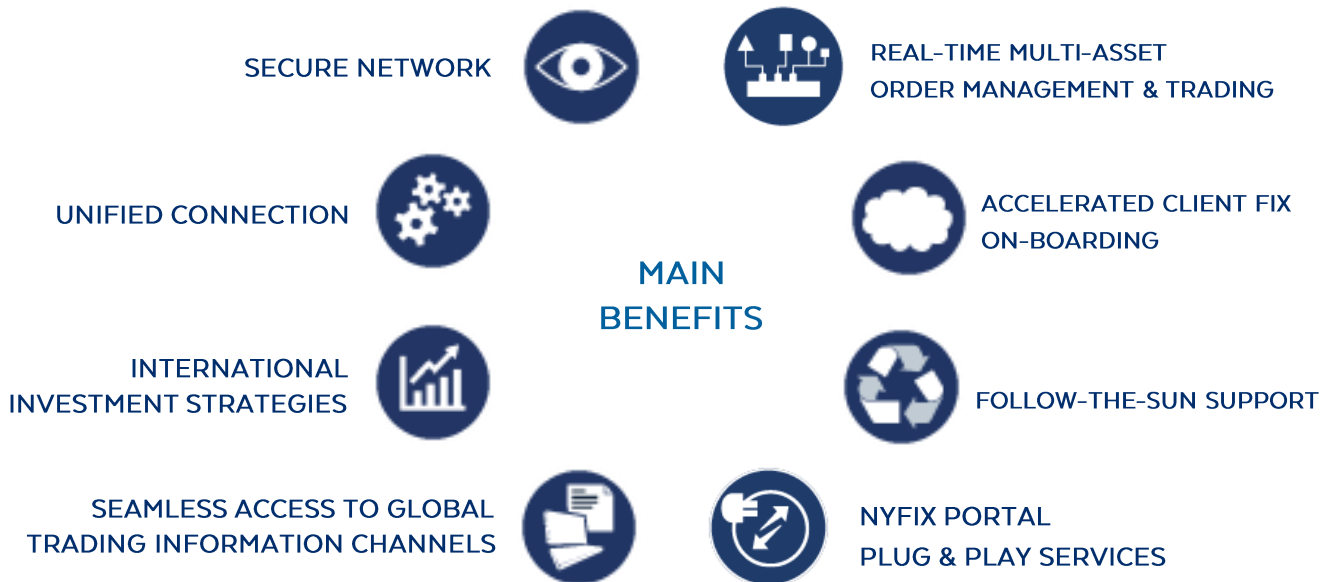 SECURE NETWORK
REAL-TIME MULTI-ASSET
ORDER MANAGEMENT & TRADING
UNIFIED CONNECTION
ACCELERATED CLIENT FIX
ON-BOARDING
MAIN
BENEFITS
INTERNATIONAL
INVESTMENT STRATEGIES
FOLLOW-THE-SUN SUPPORT
SEAMLESS ACCESS TO GLOBAL
TRADING INFORMATION CHANNELS
NYFIX PORTAL
PLUG & PLAY SERVICES